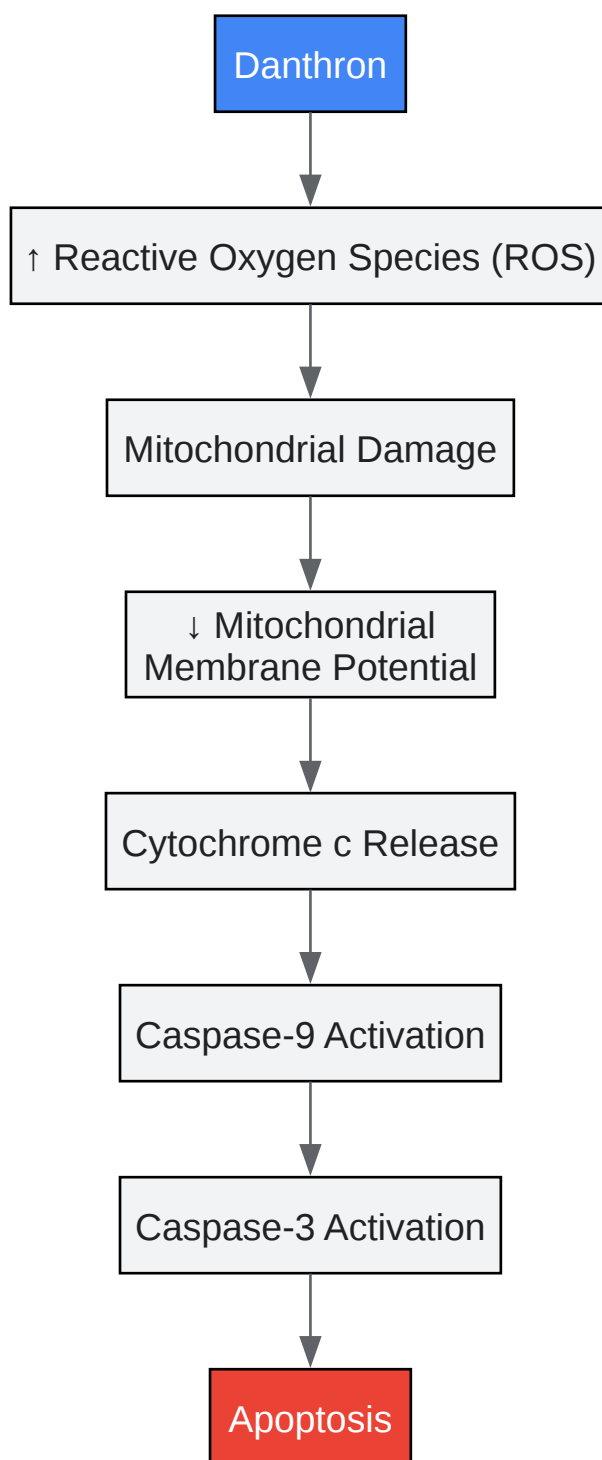 Danthron
↑ Reactive Oxygen Species (ROS)
Mitochondrial Damage
↓ Mitochondrial
Membrane Potential
Cytochrome c Release
Caspase-9 Activation
Caspase-3 Activation
Apoptosis